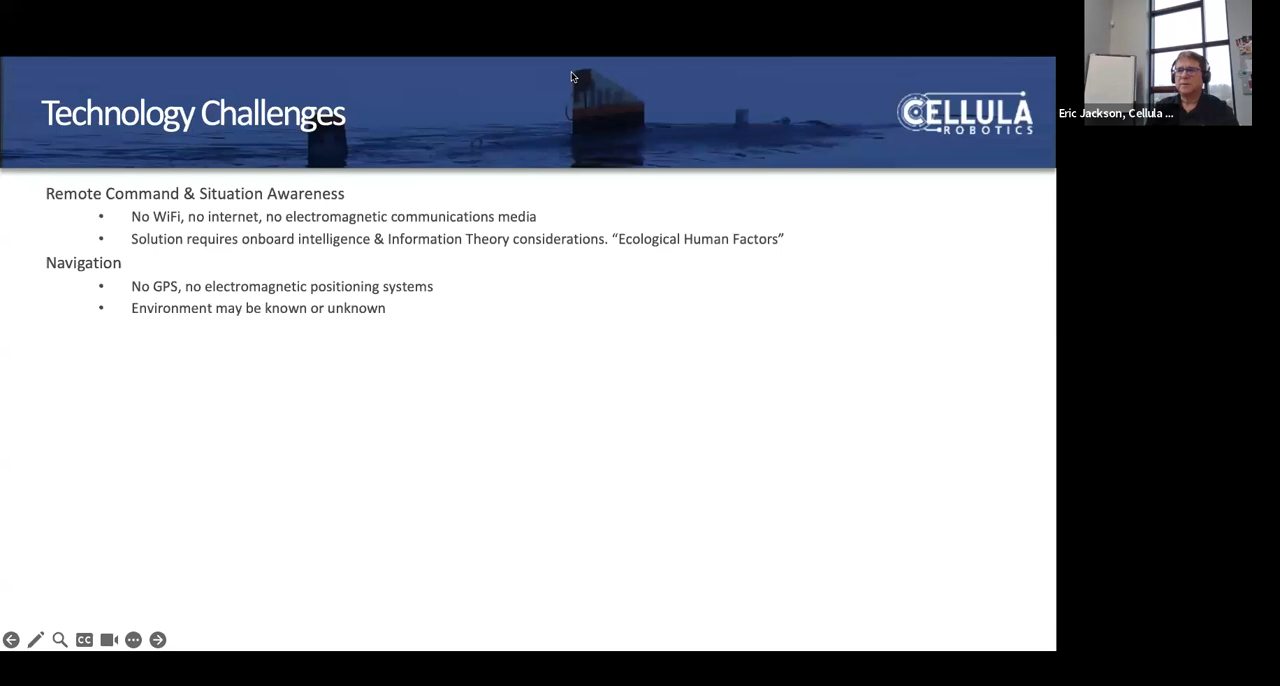 Technology Challenges
CELLULA
ROBOTICS
Eric Jackson, Cellula ...
Remote Command & Situation Awareness
• No WiFi, no internet, no electromagnetic communications media
• Solution requires onboard intelligence & Information Theory considerations. “Ecological Human Factors”
Navigation
• No GPS, no electromagnetic positioning systems
• Environment may be known or unknown
CC